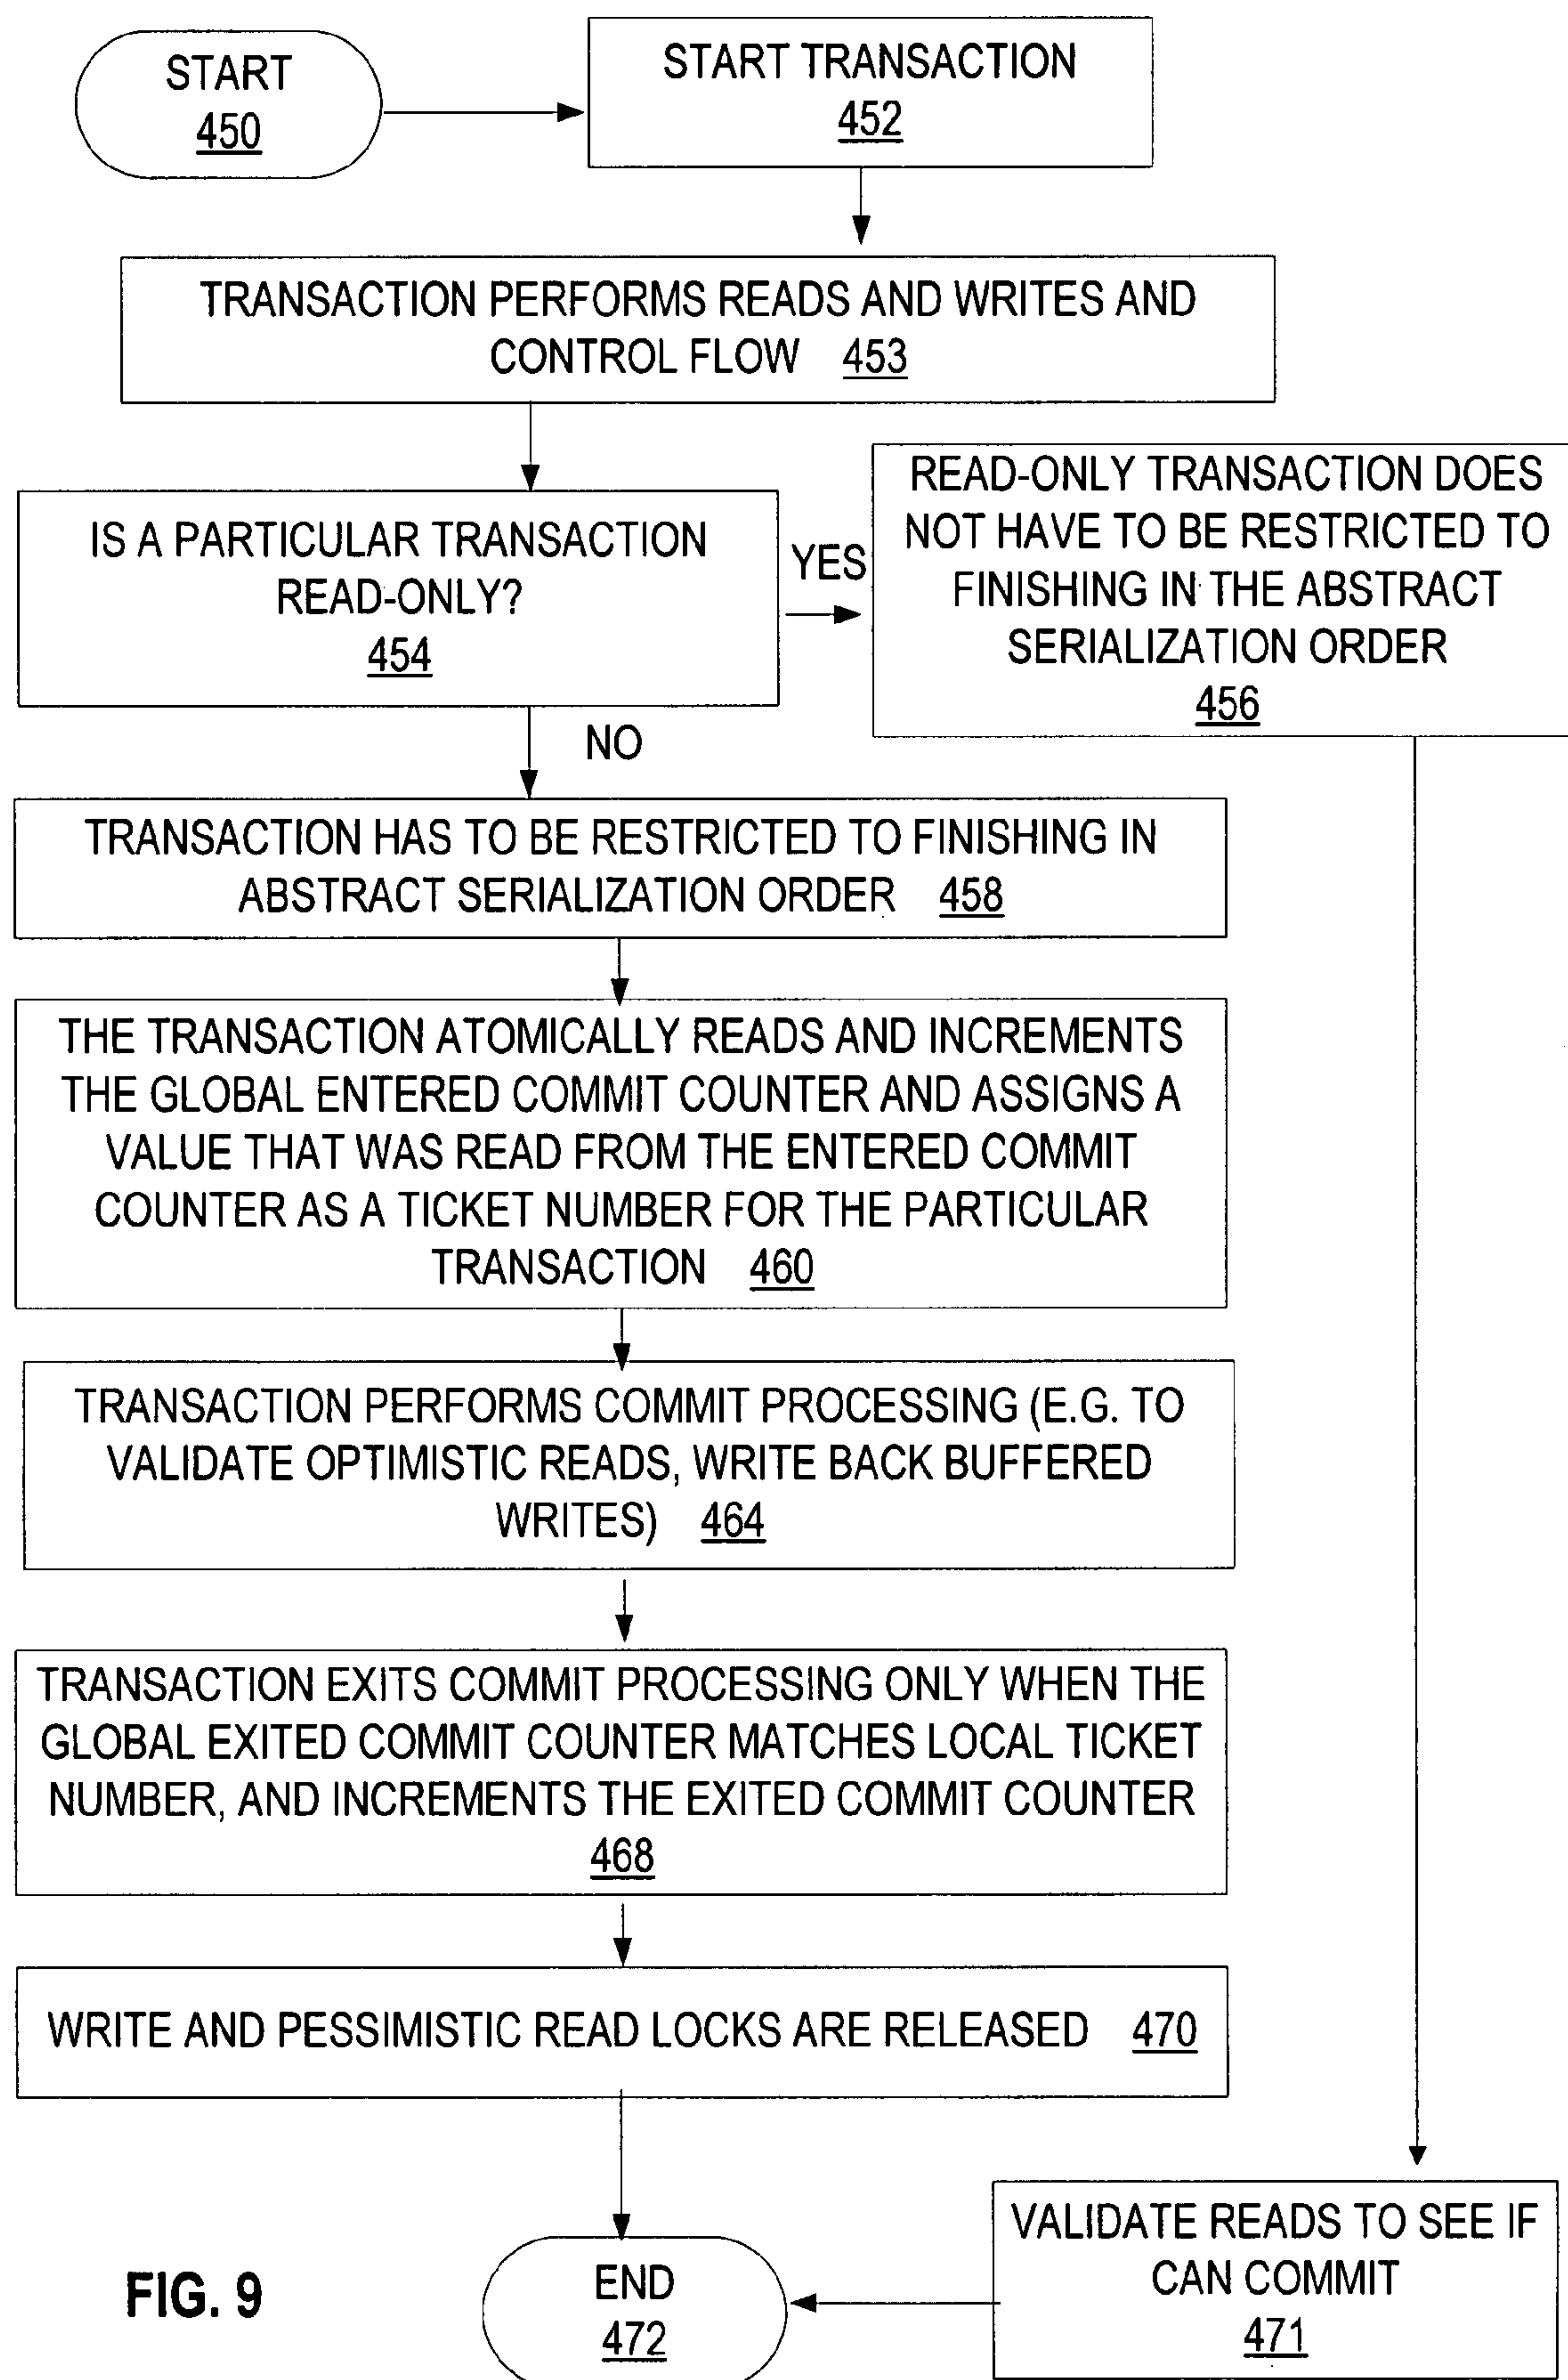 START
450
START TRANSACTION
452
TRANSACTION PERFORMS READS AND WRITES AND
CONTROL FLOW 453
IS A PARTICULAR TRANSACTION
READ-ONLY?
454
YES
READ-ONLY TRANSACTION DOES
NOT HAVE TO BE RESTRICTED TO
FINISHING IN THE ABSTRACT
SERIALIZATION ORDER
456
NO
TRANSACTION HAS TO BE RESTRICTED TO FINISHING IN
ABSTRACT SERIALIZATION ORDER 458
THE TRANSACTION ATOMICALLY READS AND INCREMENTS
THE GLOBAL ENTERED COMMIT COUNTER AND ASSIGNS A
VALUE THAT WAS READ FROM THE ENTERED COMMIT
COUNTER AS A TICKET NUMBER FOR THE PARTICULAR
TRANSACTION 460
TRANSACTION PERFORMS COMMIT PROCESSING (E.G. TO
VALIDATE OPTIMISTIC READS, WRITE BACK BUFFERED
WRITES) 464
TRANSACTION EXITS COMMIT PROCESSING ONLY WHEN THE
GLOBAL EXITED COMMIT COUNTER MATCHES LOCAL TICKET
NUMBER, AND INCREMENTS THE EXITED COMMIT COUNTER
468
WRITE AND PESSIMISTIC READ LOCKS ARE RELEASED 470
VALIDATE READS TO SEE IF
CAN COMMIT
471
END
472
FIG. 9